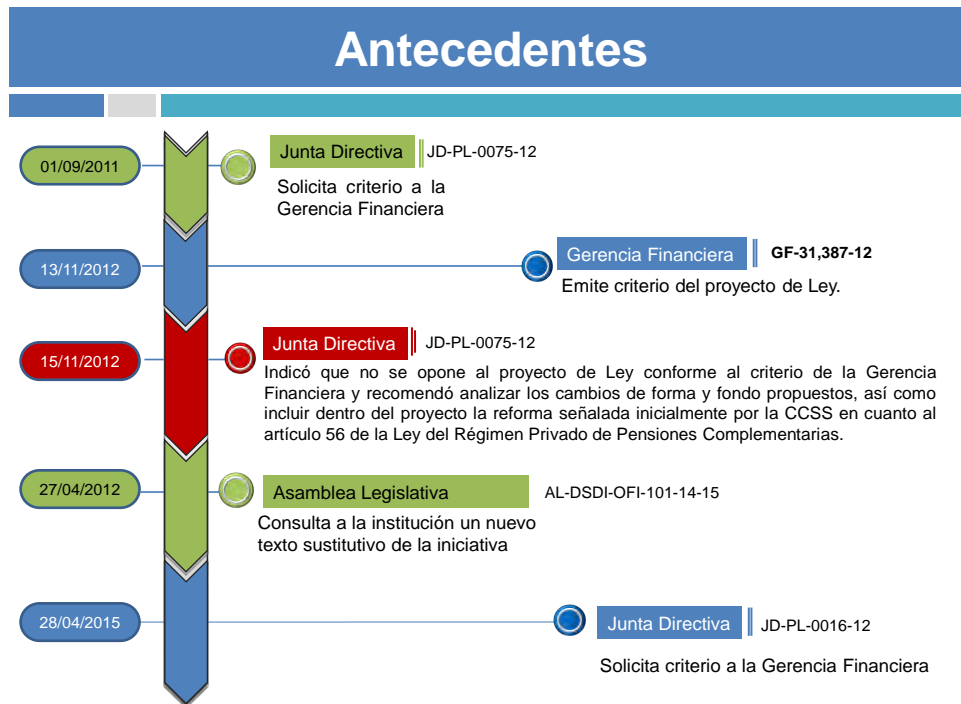 Antecedentes
01/09/2011
Junta Directiva JD-PL-0075-12
Solicita criterio a la
Gerencia Financiera
13/11/2012
Gerencia Financiera GF-31,387-12
Emite criterio del proyecto de Ley.
15/11/2012
Junta Directiva JD-PL-0075-12
Indicó que no se opone al proyecto de Ley conforme al criterio de la Gerencia
Financiera y recomendó analizar los cambios de forma y fondo propuestos, así como
incluir dentro del proyecto la reforma señalada inicialmente por la CCSS en cuanto al
artículo 56 de la Ley del Régimen Privado de Pensiones Complementarias.
27/04/2012
Asamblea Legislativa AL-DSDI-OFI-101-14-15
Consulta a la institución un nuevo
texto sustitutivo de la iniciativa
28/04/2015
Junta Directiva JD-PL-0016-12
Solicita criterio a la Gerencia Financiera